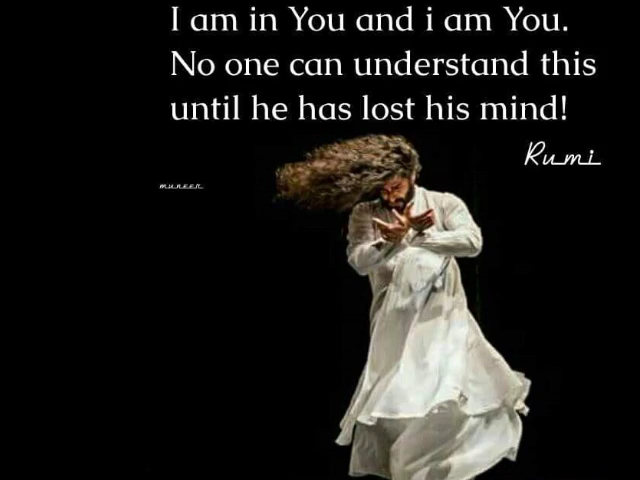 I am in You and i am You.
No one can understand this
until he has lost his mind!
Rumi
muneer